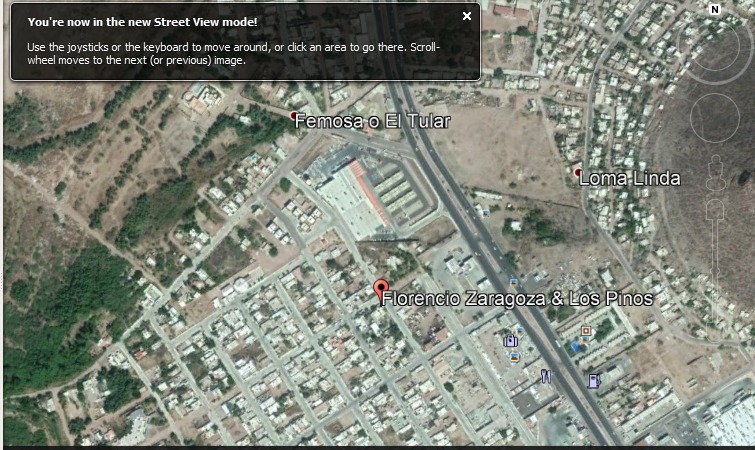 You're now in the new Street View mode!
Use the joysticks or the keyboard to move around, or click an area to go there. Scroll-
wheel moves to the next (or previous) image.
N
Femosa o El Tular
Loma Linda
Florencio Zaragoza & Los Pinos